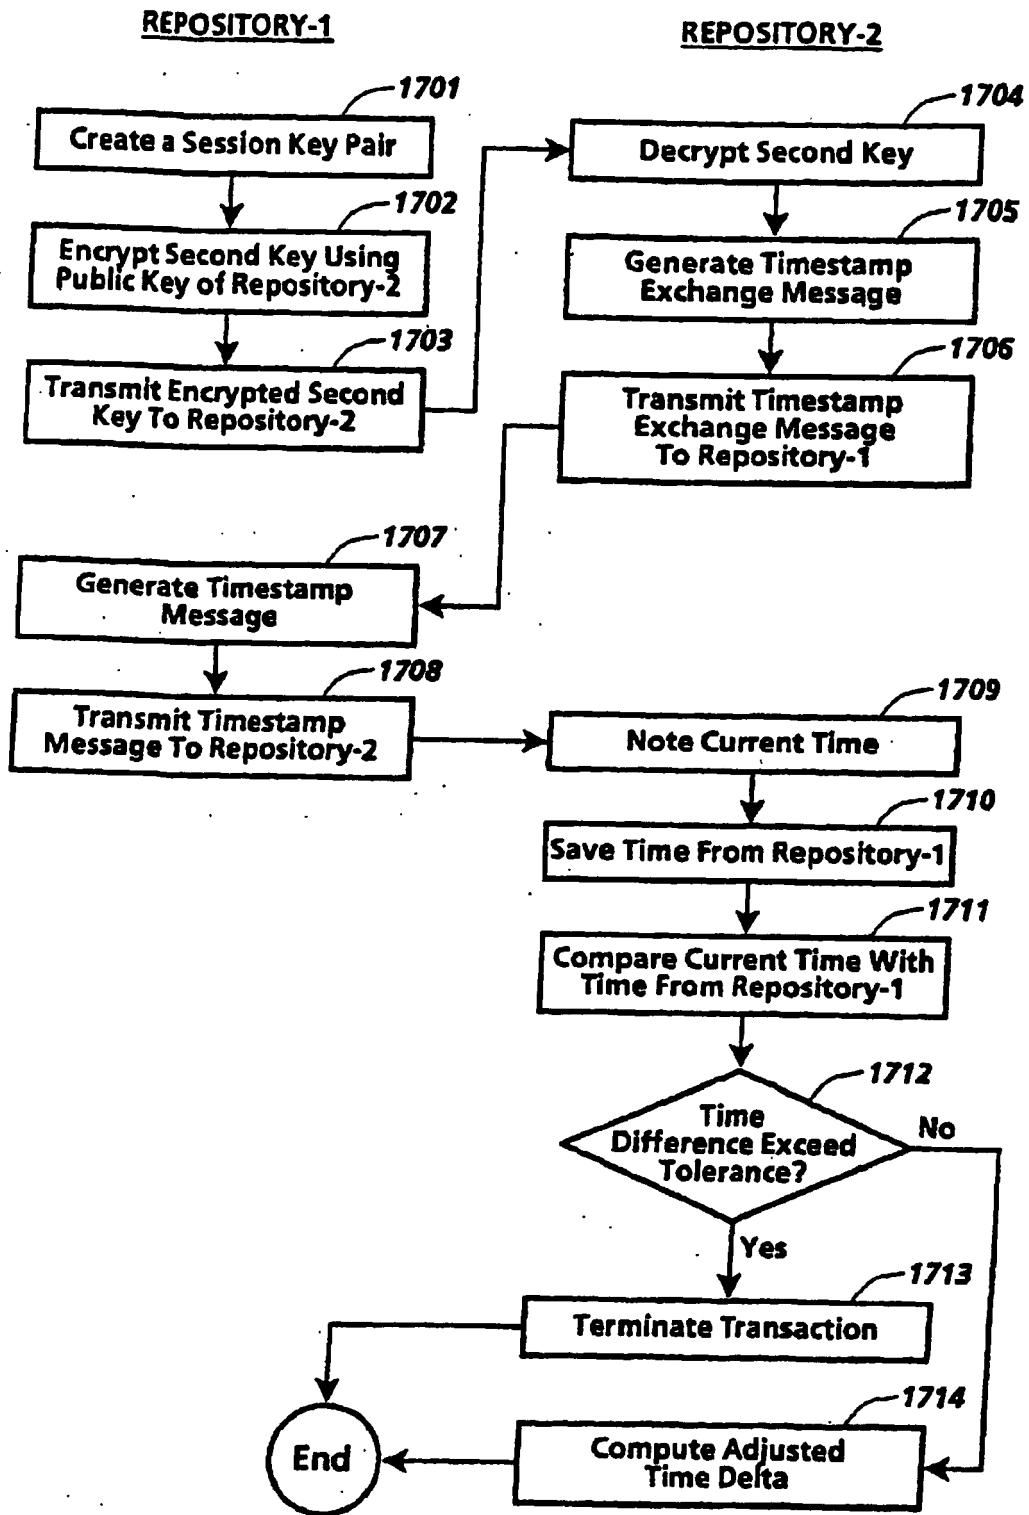 REPOSITORY-1
REPOSITORY-2
1701
Create a Session Key Pair
1702
Encrypt Second Key Using
Public Key of Repository-2
1703
Transmit Encrypted Second
Key To Repository-2
1704
Decrypt Second Key
1705
Generate Timestamp
Exchange Message
1706
Transmit Timestamp
Exchange Message
To Repository-1
1707
Generate Timestamp
Message
1708
Transmit Timestamp
Message To Repository-2
1709
Note Current Time
1710
Save Time From Repository-1
1711
Compare Current Time With
Time From Repository-1
1712
Time
Difference Exceed
Tolerance?
No
Yes
1713
Terminate Transaction
1714
Compute Adjusted
Time Delta
End